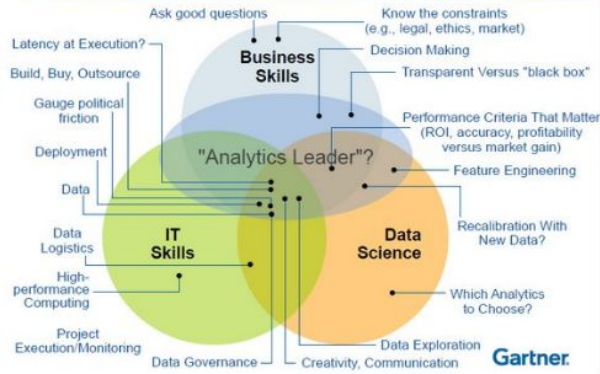 Ask good questions
Know the constraints
(e.g., legal, ethics, market)
Latency at Execution?
Business
Skills
Decision Making
Build, Buy, Outsource
Transparent Versus "black box"
Gauge political
friction
Performance Criteria That Matter
(ROI, accuracy, profitability
versus market gain)
Deployment
"Analytics Leader"?
Feature Engineering
Data
Recalibration With
New Data?
Data
Logistics
IT
Skills
Data
Science
High-
performance
Computing
Which Analytics
to Choose?
Project
Execution/Monitoring
Data Exploration
Data Governance
Creativity, Communication
Gartner.